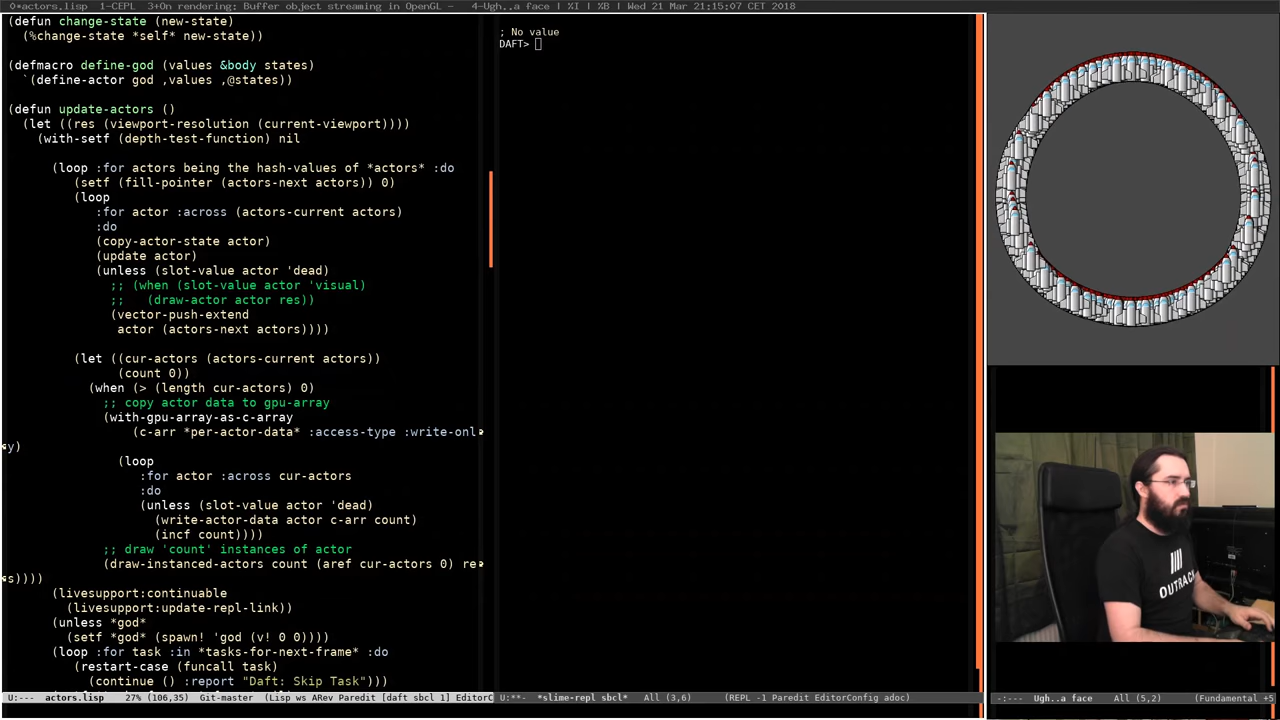 0*actors.lisp  1-CEPL  3+On rendering: Buffer object streaming in OpenGL -  4-Ugh..a face | XI | XB | Wed 21 Mar 21:15:07 CET 2018
(defun change-state (new-state)
  (%change-state *self* new-state))
(defmacro define-god (values &body states)
  `(define-actor god ,values ,@states))
(defun update-actors ()
  (let ((res (viewport-resolution (current-viewport))))
    (with-setf (depth-test-function) nil
      (loop :for actors being the hash-values of *actors* :do
         (setf (fill-pointer (actors-next actors)) 0)
         (loop
            :for actor :across (actors-current actors)
            :do
            (copy-actor-state actor)
            (update actor)
            (unless (slot-value actor 'dead)
              ;; (when (slot-value actor 'visual)
              ;;   (draw-actor actor res))
              (vector-push-extend
               actor (actors-next actors))))
         (let ((cur-actors (actors-current actors))
               (count 0))
           (when (> (length cur-actors) 0)
             ;; copy actor data to gpu-array
             (with-gpu-array-as-c-array
                 (c-arr *per-actor-data* :access-type :write-onl
y)
               (loop
                  :for actor :across cur-actors
                  :do
                  (unless (slot-value actor 'dead)
                    (write-actor-data actor c-arr count)
                    (incf count))))
             ;; draw 'count' instances of actor
             (draw-instanced-actors count (aref cur-actors 0) re
s))))
      (livesupport:continuable
        (livesupport:update-repl-link))
      (unless *god*
        (setf *god* (spawn! 'god (v! 0 0))))
      (loop :for task :in *tasks-for-next-frame* :do
         (restart-case (funcall task)
           (continue () :report "Daft: Skip Task")))
U:---  actors.lisp    27% (106,35)  Git-master  (Lisp ws ARev Paredit [daft sbcl 1] EditorC
; No value
DAFT>
U:**-  *slime-repl sbcl*   All (3,6)      (REPL -1 Paredit EditorConfig adoc)
OUTRACKS
-:---  Ugh..a face    All (5,2)      (Fundamental +5